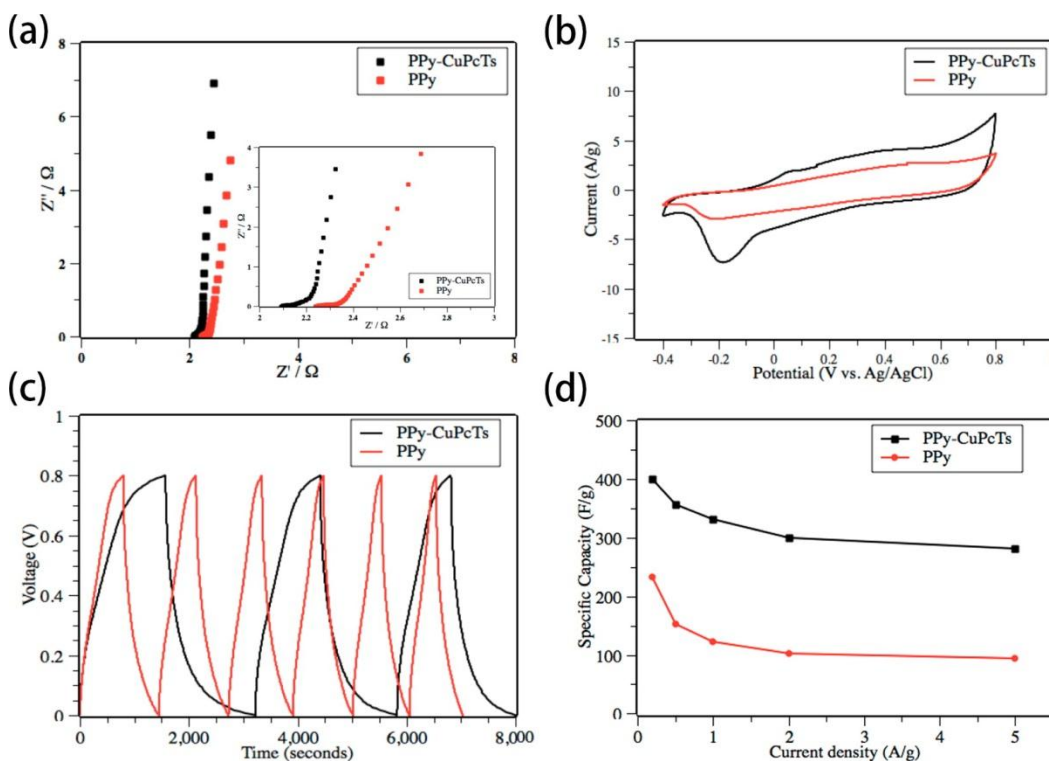 (a)
8
6
4
2
0
Z'' / Ω
PPy-CuPcTs
PPy
4
3
2
1
0
Z'' / Ω
PPy-CuPcTs
PPy
2 2.2 2.4 2.6 2.8 3
Z' / Ω
0 2 4 6 8
Z' / Ω
(b)
15
10
5
0
-5
-10
-15
Current (A/g)
PPy-CuPcTs
PPy
-0.4 -0.2 0 0.2 0.4 0.6 0.8
Potential (V vs. Ag/AgCl)
(c)
1
0.8
0.6
0.4
0.2
0
Voltage (V)
PPy-CuPcTs
PPy
0 2,000 4,000 6,000 8,000
Time (seconds)
(d)
500
400
300
200
100
0
Specific Capacity (F/g)
PPy-CuPcTs
PPy
0 1 2 3 4 5
Current density (A/g)